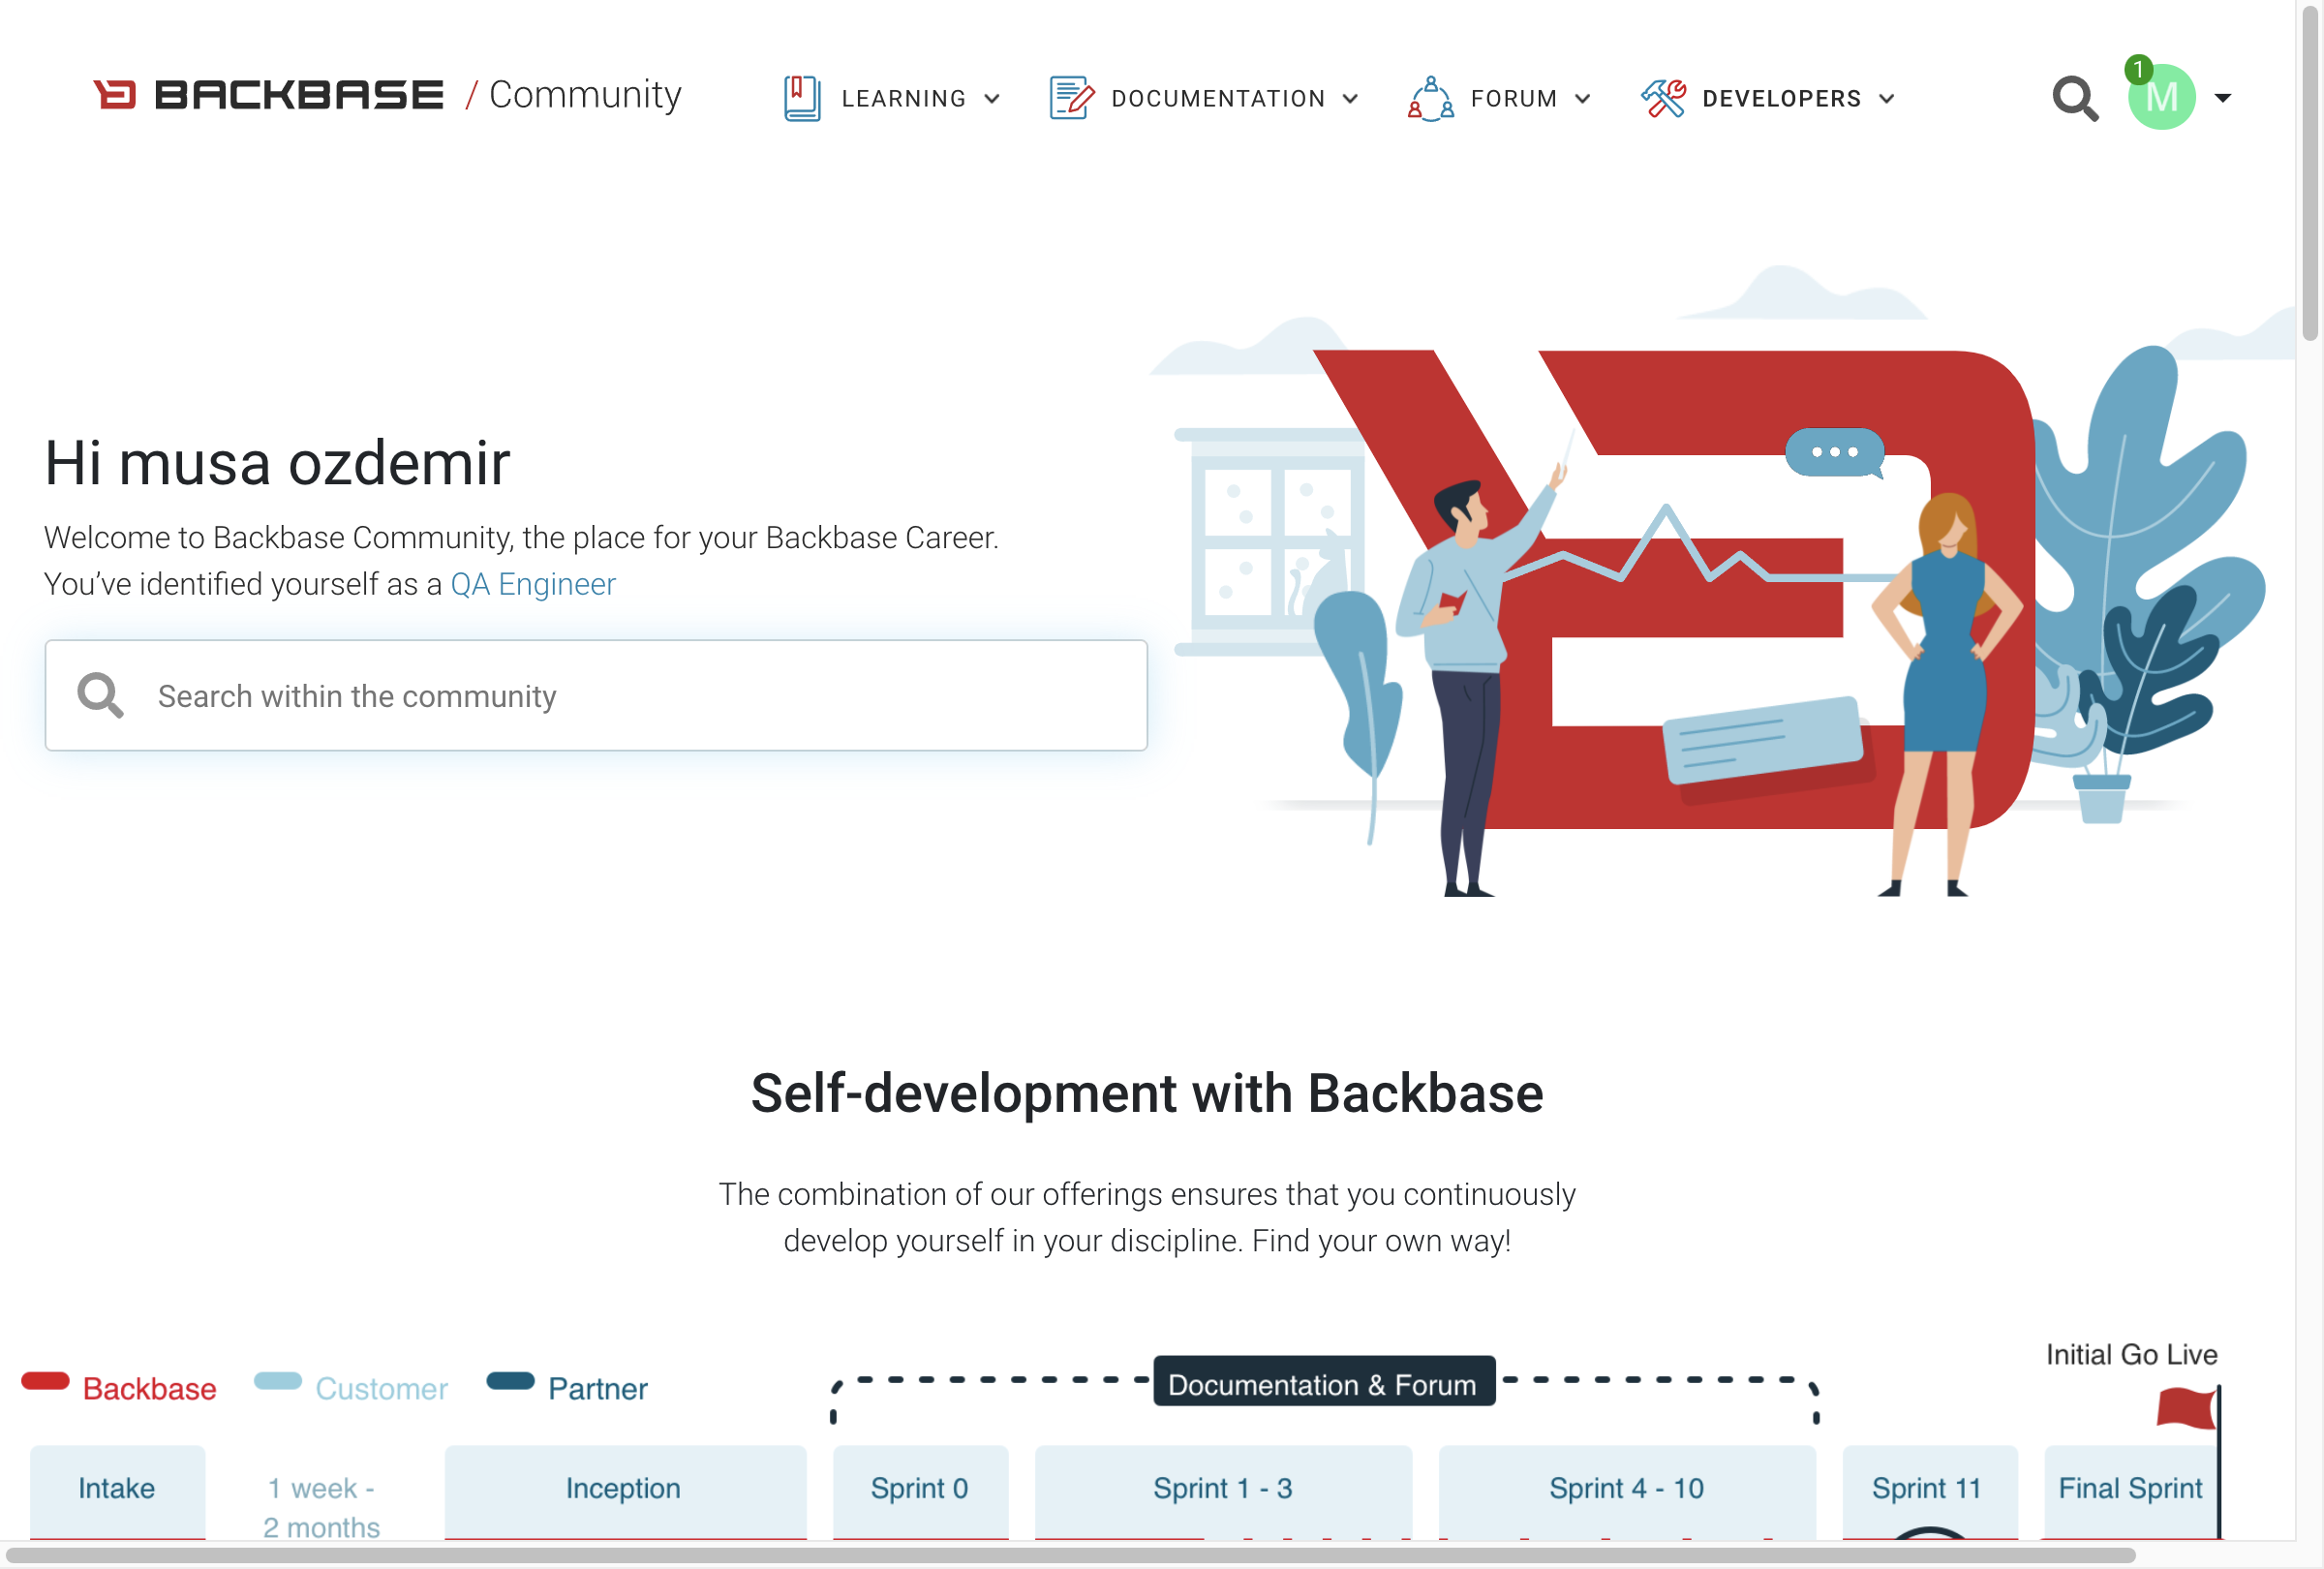 BACKBASE / Community
LEARNING
DOCUMENTATION
FORUM
DEVELOPERS
1
M
Hi musa ozdemir
Welcome to Backbase Community, the place for your Backbase Career.
You’ve identified yourself as a QA Engineer
Search within the community
Self-development with Backbase
The combination of our offerings ensures that you continuously
develop yourself in your discipline. Find your own way!
Initial Go Live
Backbase
Customer
Partner
Documentation & Forum
Intake
1 week -
2 months
Inception
Sprint 0
Sprint 1 - 3
Sprint 4 - 10
Sprint 11
Final Sprint